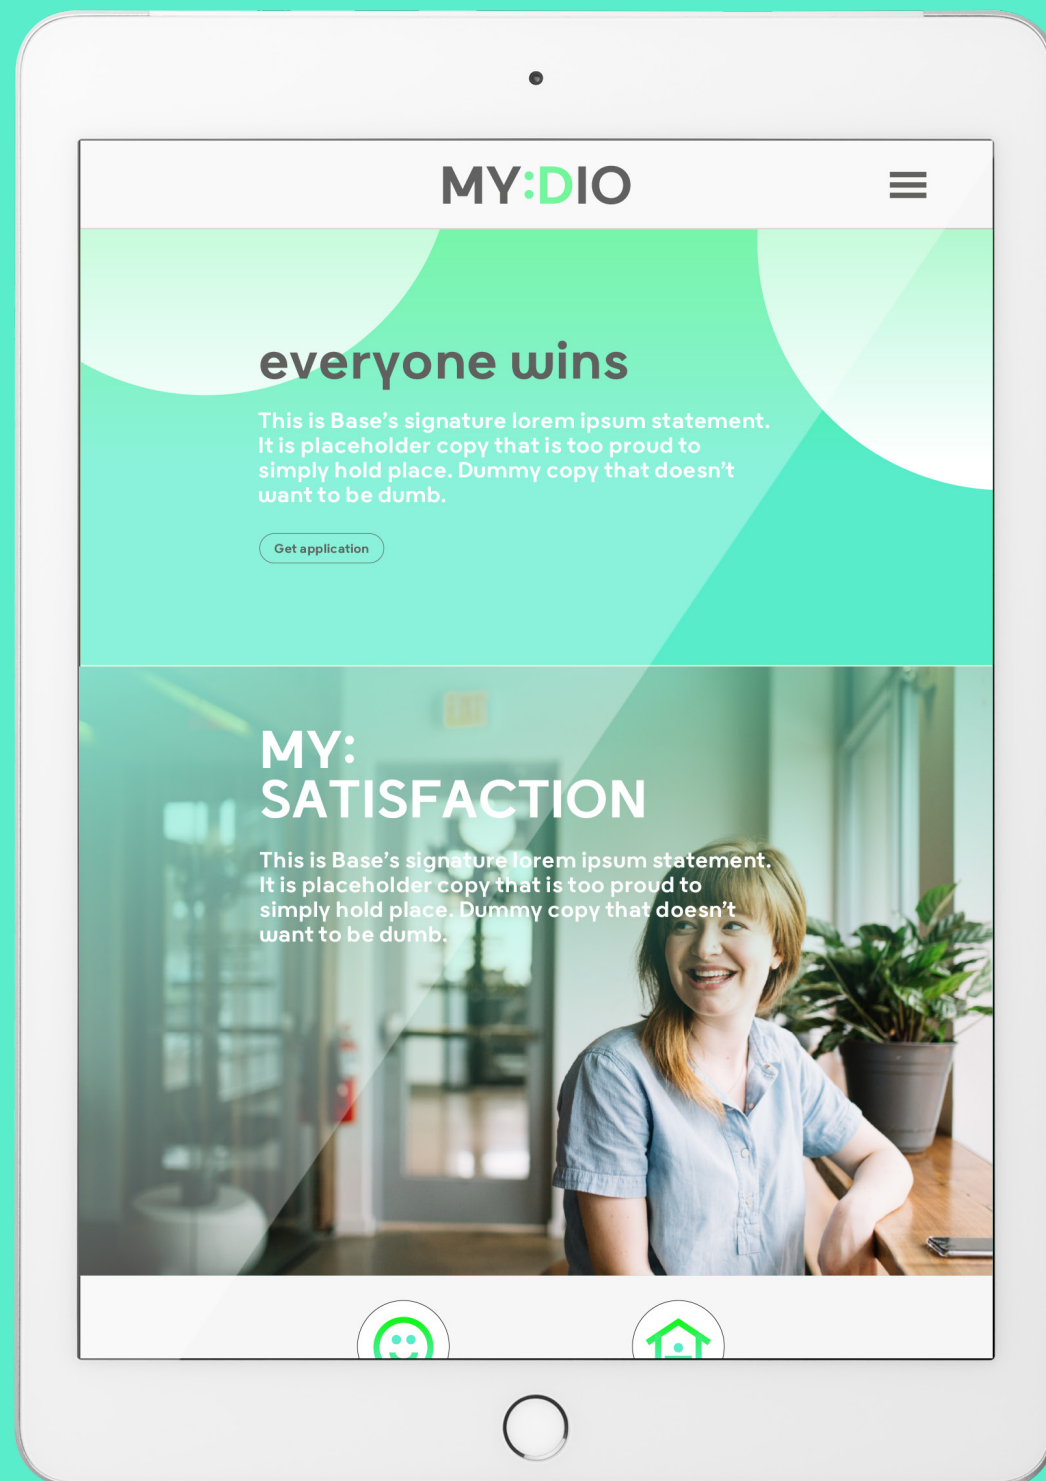 MY:DIO
everyone wins
This is Base's signature lorem ipsum statement.
It is placeholder copy that is too proud to
simply hold place. Dummy copy that doesn't
want to be dumb.
Get application
EXIT
MY:
SATISFACTION
This is Base's signature lorem ipsum statement.
It is placeholder copy that is too proud to
simply hold place. Dummy copy that doesn't
want to be dumb.